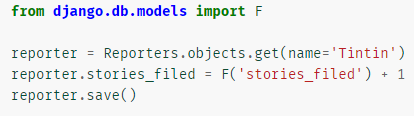 from django.db.models import F
reporter = Reporters.objects.get(name='Tintin')
reporter.stories_filed = F('stories_filed') + 1
reporter.save()